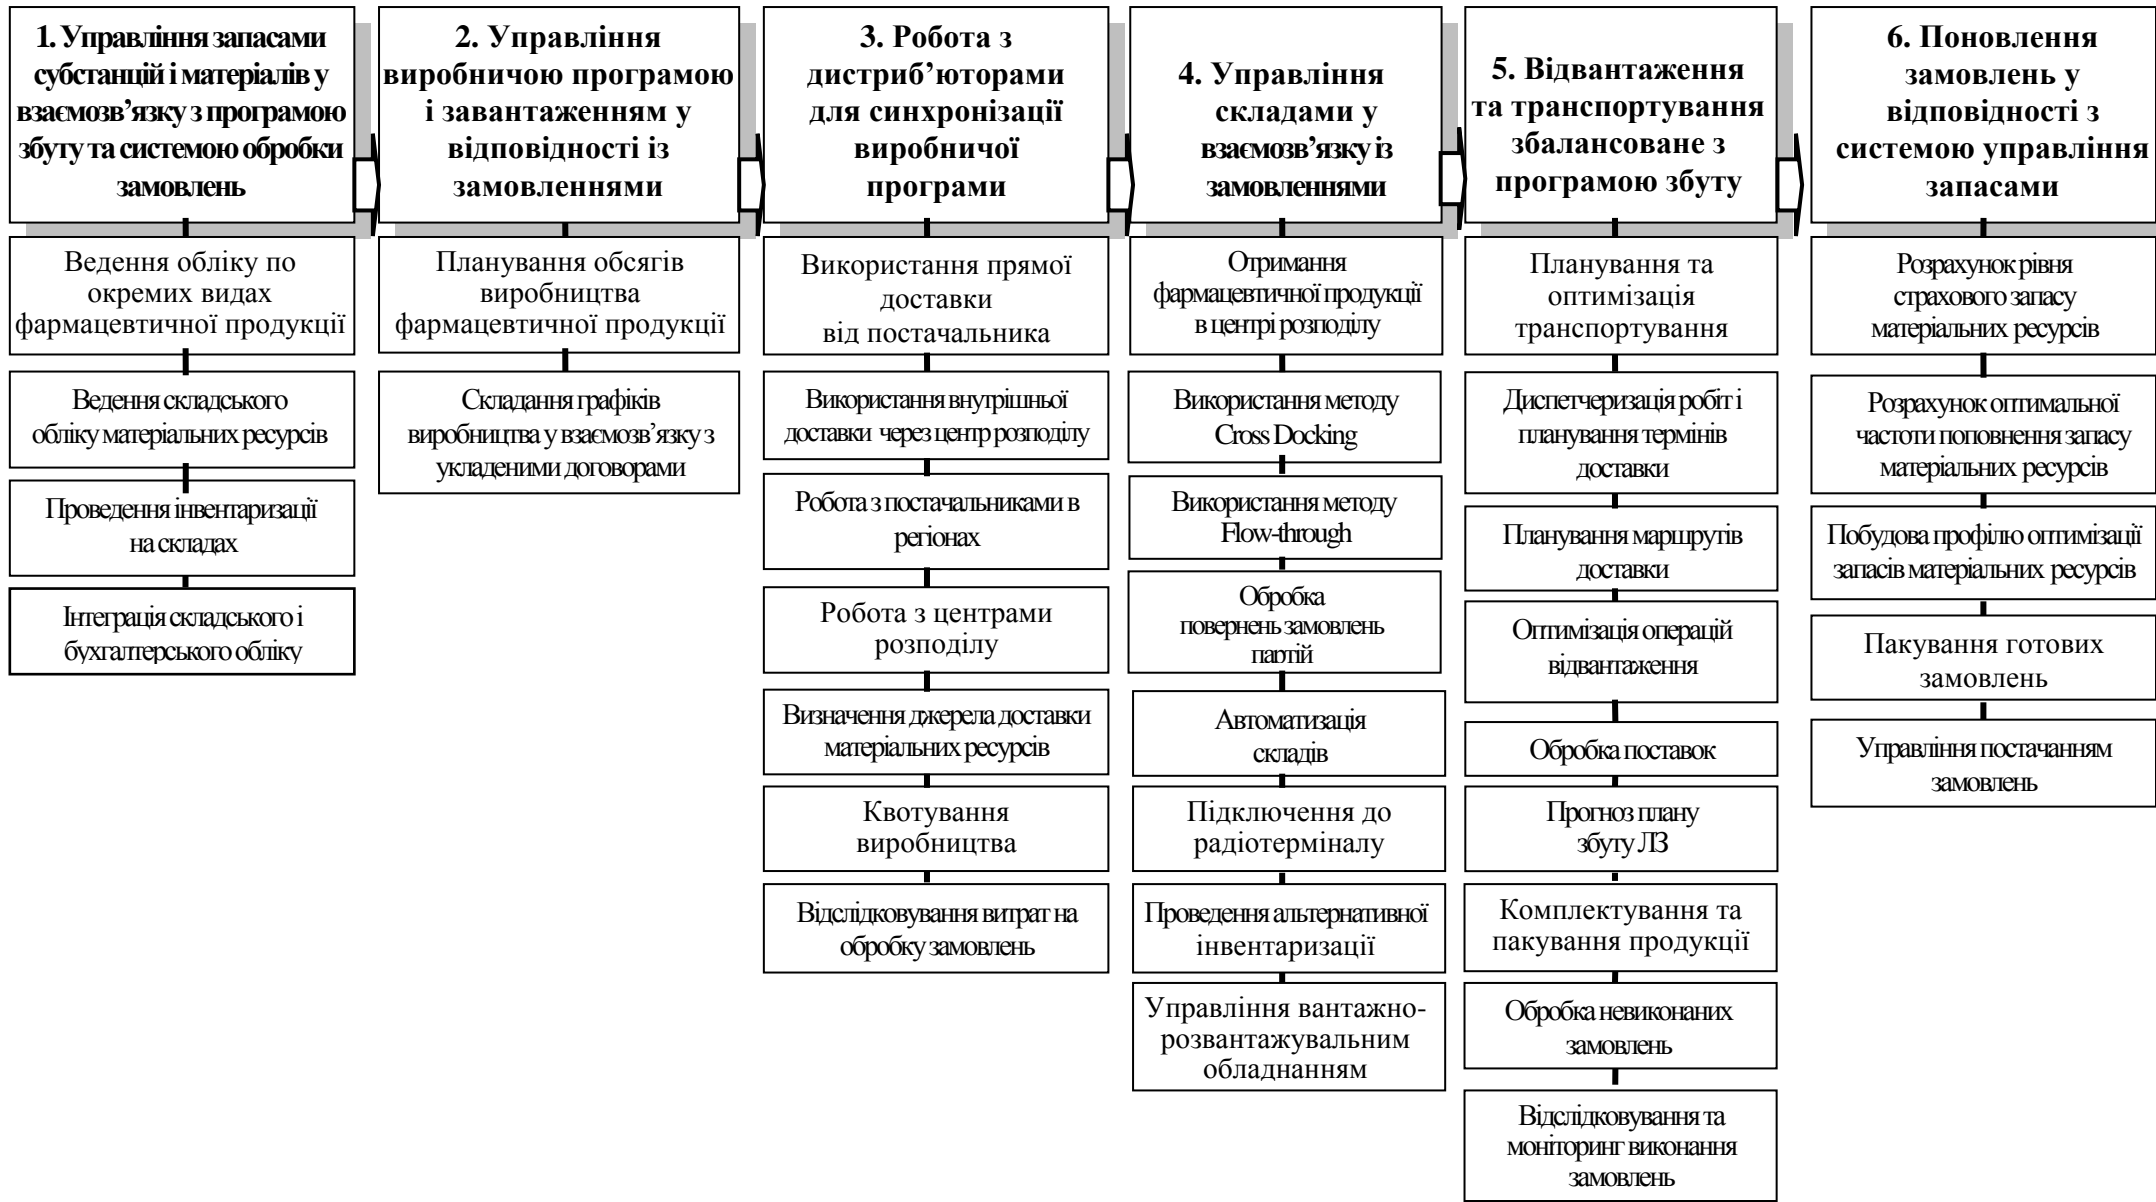 1. Управління запасами
субстанцій і матеріалів у
взаємозв’язку з програмою
збуту та системою обробки
замовлень
Ведення обліку по
окремих видах
фармацевтичної продукції
Ведення складського
обліку матеріальних ресурсів
Проведення інвентаризації
на складах
Інтеграція складського і
бухгалтерського обліку
2. Управління
виробничою програмою
і завантаженням у
відповідності із
замовленнями
Планування обсягів
виробництва
фармацевтичної продукції
Складання графіків
виробництва у взаємозв’язку з
укладеними договорами
3. Робота з
дистриб’юторами
для синхронізації
виробничої
програми
Використання прямої
доставки
від постачальника
Використання внутрішньої
доставки через центр розподілу
Робота з постачальниками в
регіонах
Робота з центрами
розподілу
Визначення джерела доставки
матеріальних ресурсів
Квотування
виробництва
Відслідковування витрат на
обробку замовлень
4. Управління
складами у
взаємозв’язку із
замовленнями
Отримання
фармацевтичної продукції
в центрі розподілу
Використання методу
Cross Docking
Використання методу
Flow-through
Обробка
повернень замовлень
партій
Автоматизація
складів
Підключення до
радіотерміналу
Проведення альтернативної
інвентаризації
Управління вантажно-
розвантажувальним
обладнанням
5. Відвантаження
та транспортування
збалансоване з
програмою збуту
Планування та
оптимізація
транспортування
Диспетчеризація робіт і
планування термінів
доставки
Планування маршрутів
доставки
Оптимізація операцій
відвантаження
Обробка поставок
Прогноз плану
збуту ЛЗ
Комплектування та
пакування продукції
Обробка невиконаних
замовлень
Відслідковування та
моніторинг виконання
замовлень
6. Поновлення
замовлень у
відповідності з
системою управління
запасами
Розрахунок рівня
страхового запасу
матеріальних ресурсів
Розрахунок оптимальної
частоти поповнення запасу
матеріальних ресурсів
Побудова профілю оптимізації
запасів матеріальних ресурсів
Пакування готових
замовлень
Управління постачанням
замовлень